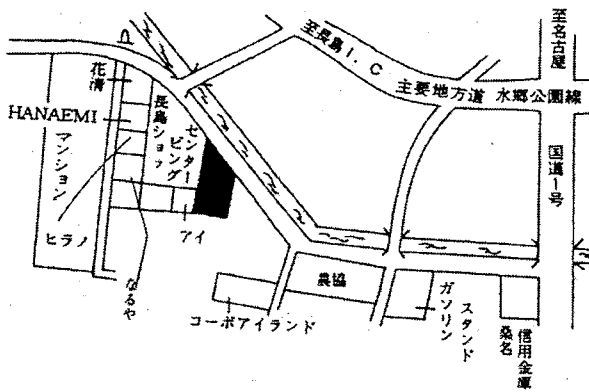 至名古屋
至長島I.C
主要地方道 水郷公園線
国道1号
花清
HANAEMI
マンション
ヒラノ
長島ショッ
ピング
センター
アイ
なるや
コーポアイランド
農協
ガソリン
スタンド
桑名
信用金庫